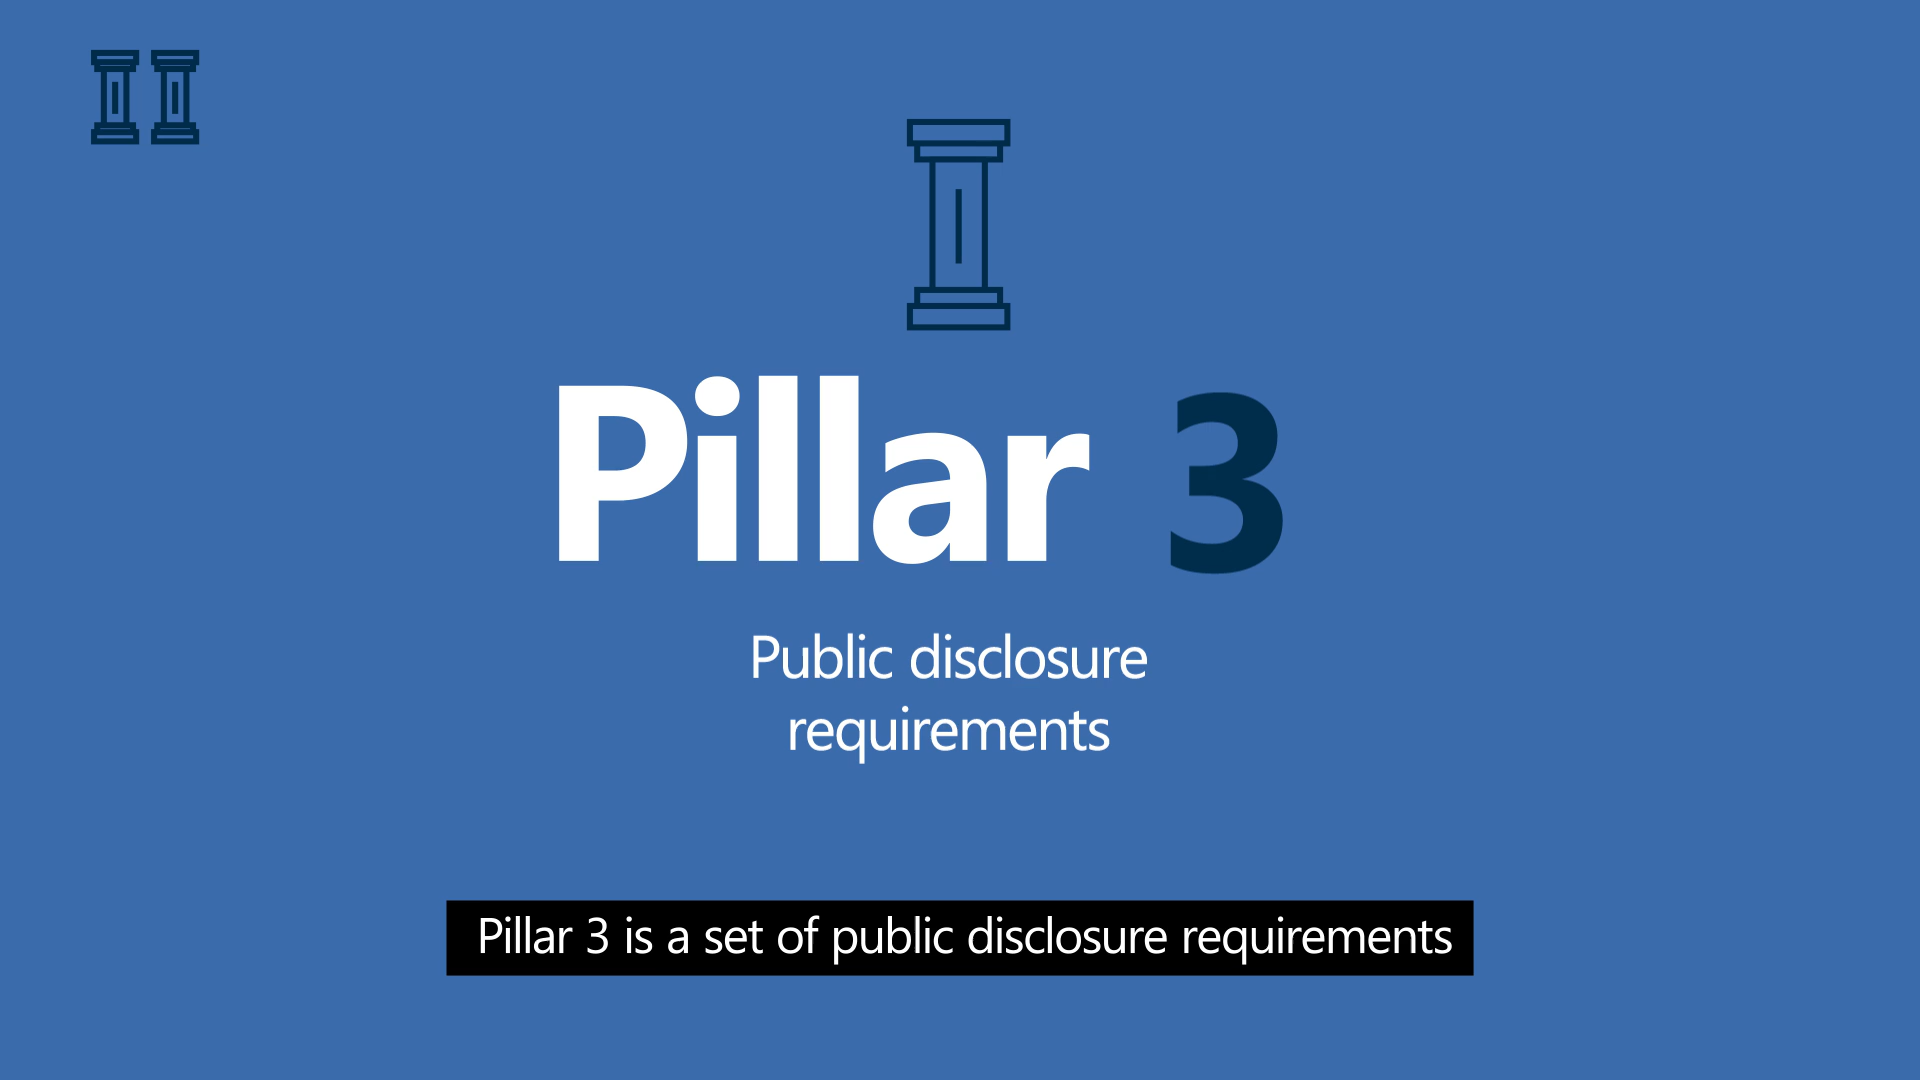 Pillar 3
Public disclosure
requirements
Pillar 3 is a set of public disclosure requirements